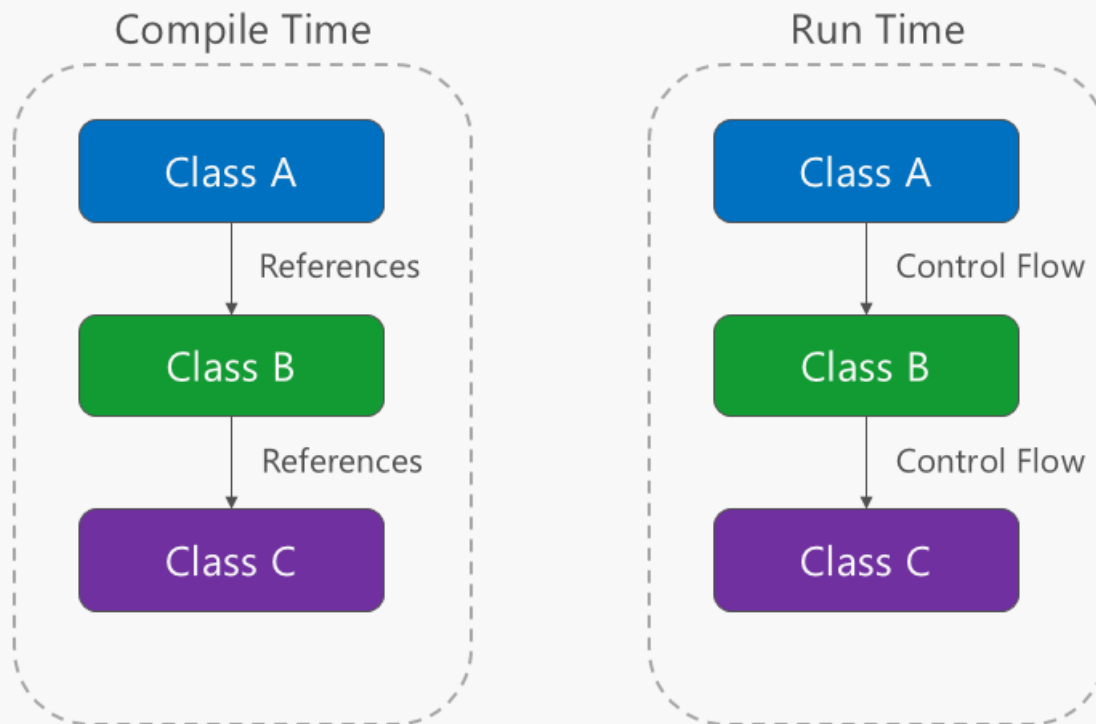 Compile Time
Class A
References
Class B
References
Class C
Run Time
Class A
Control Flow
Class B
Control Flow
Class C